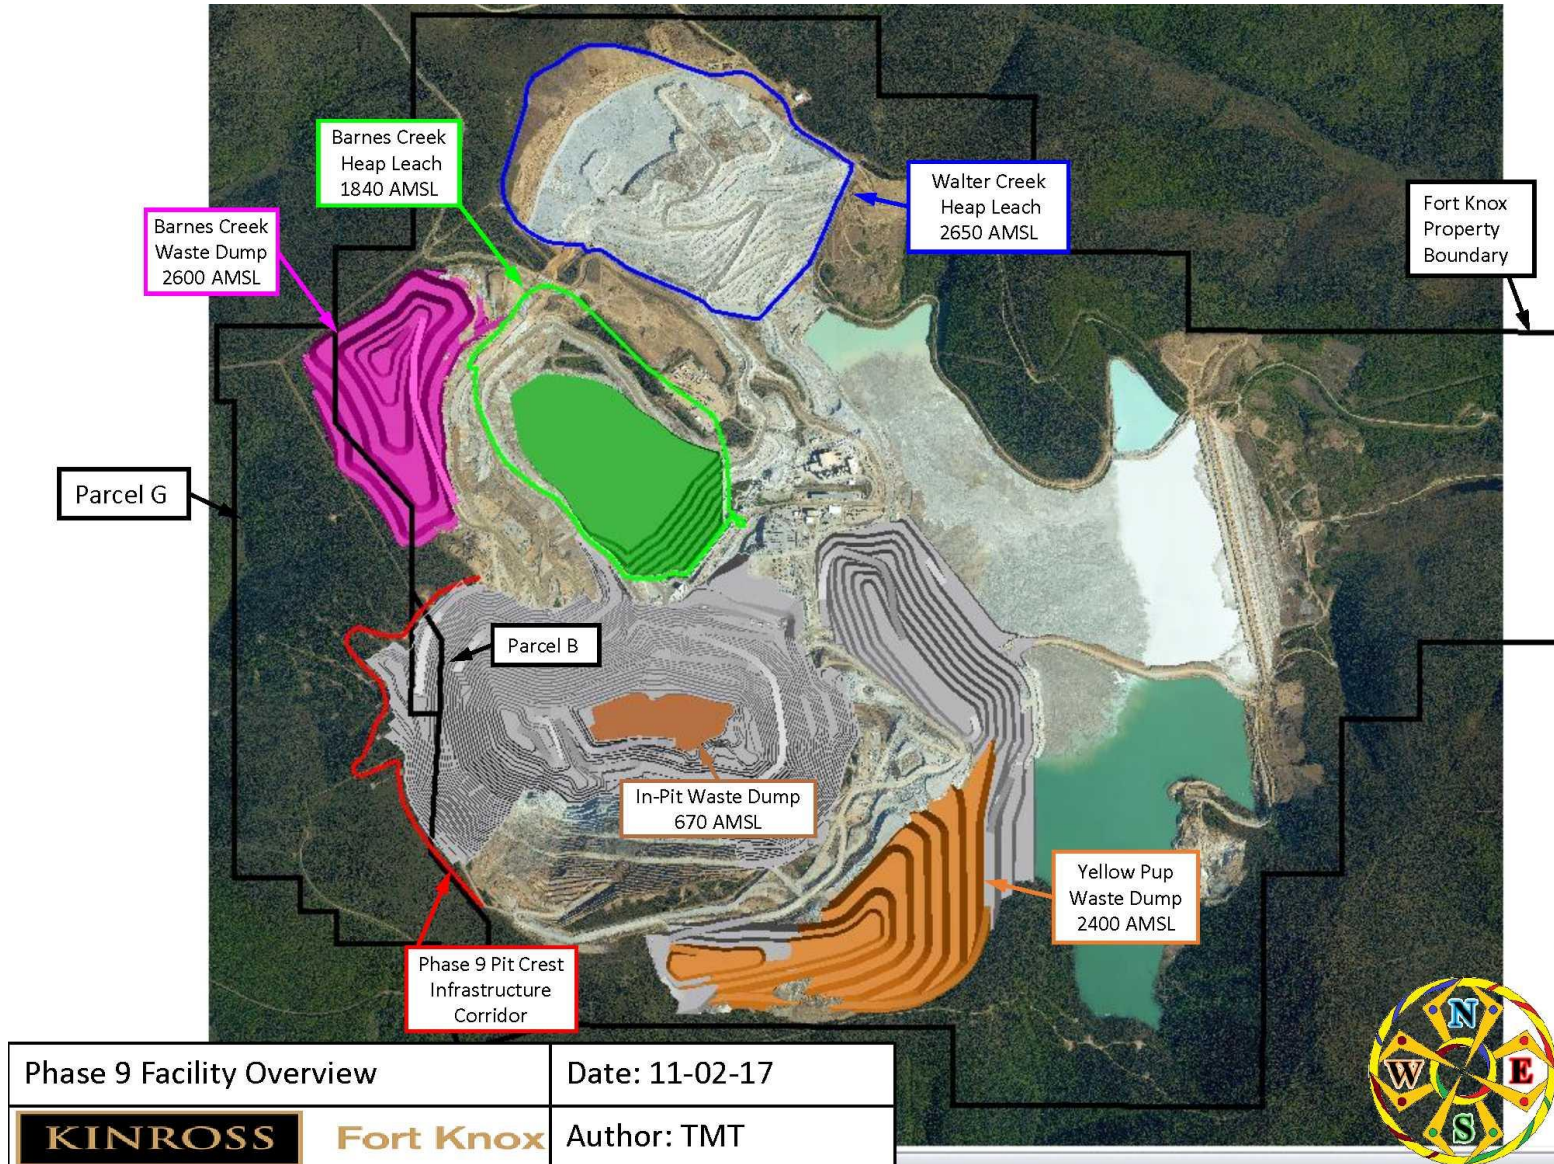 Barnes Creek
Heap Leach
1840 AMSL
Walter Creek
Heap Leach
2650 AMSL
Fort Knox
Property
Boundary
Barnes Creek
Waste Dump
2600 AMSL
Parcel G
Parcel B
In-Pit Waste Dump
670 AMSL
Yellow Pup
Waste Dump
2400 AMSL
Phase 9 Pit Crest
Infrastructure
Corridor
N
W
E
S
Phase 9 Facility Overview
Date: 11-02-17
KINROSS Fort Knox
Author: TMT